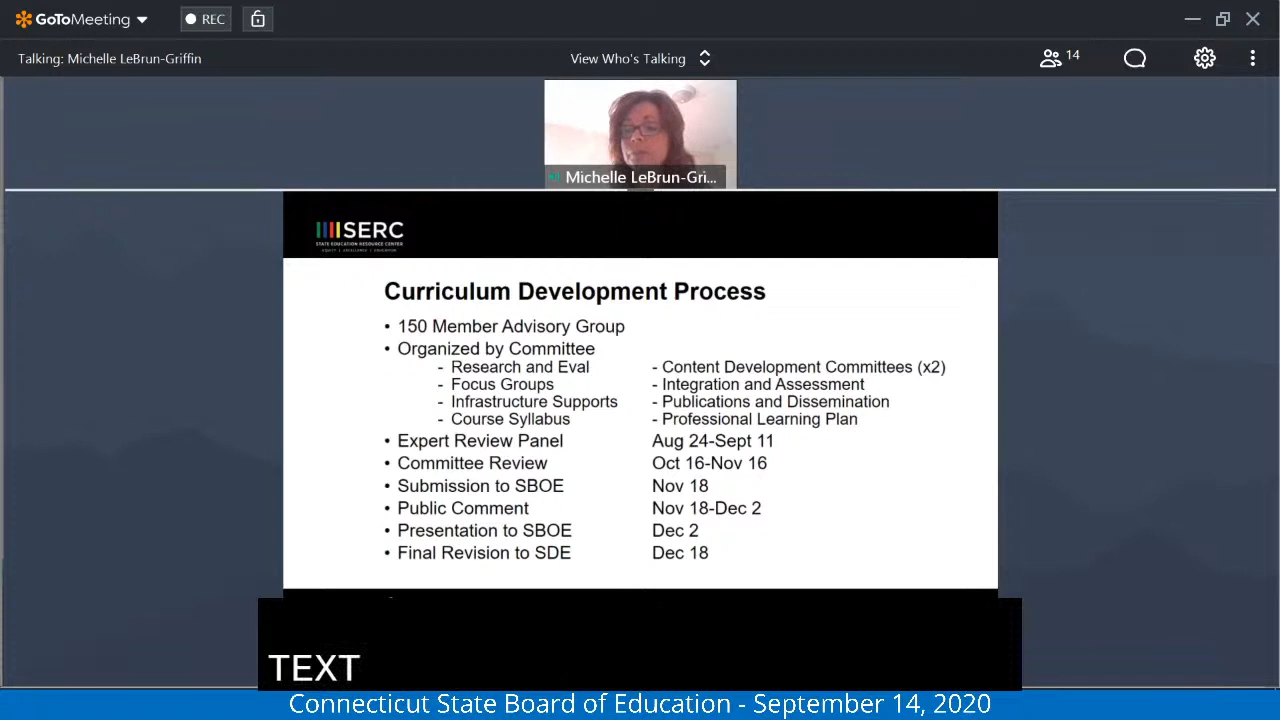 GoToMeeting
REC
Talking: Michelle LeBrun-Griffin
View Who's Talking
14
Michelle LeBrun-Gri...
SERC
STATE EDUCATION RESOURCE CENTER
EQUITY | EXCELLENCE | EDUCATION
Curriculum Development Process
• 150 Member Advisory Group
• Organized by Committee
- Research and Eval - Content Development Committees (x2)
- Focus Groups - Integration and Assessment
- Infrastructure Supports - Publications and Dissemination
- Course Syllabus - Professional Learning Plan
• Expert Review Panel Aug 24-Sept 11
• Committee Review Oct 16-Nov 16
• Submission to SBOE Nov 18
• Public Comment Nov 18-Dec 2
• Presentation to SBOE Dec 2
• Final Revision to SDE Dec 18
TEXT
Connecticut State Board of Education - September 14, 2020